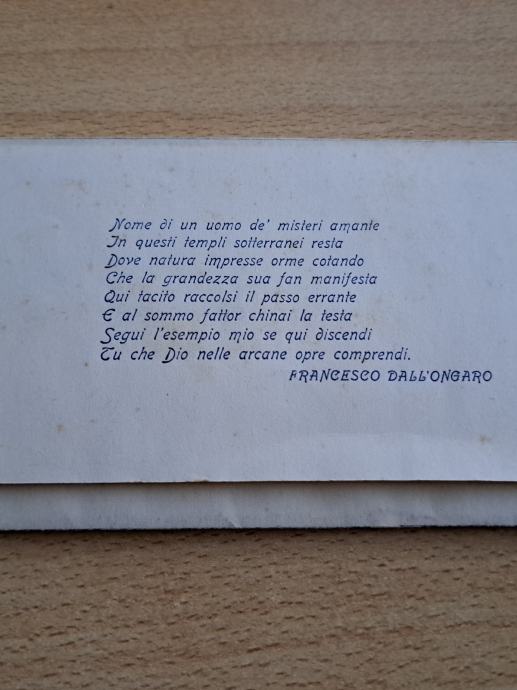 Nome di un uomo de' misteri amante
In questi templi sotterranei resta
Dove natura impresse orme cotando
Che la grandezza sua fan manifesta
Qui tacito raccolsi il passo errante
E al sommo fattor chinai la testa
Segui l'esempio mio se qui discendi
Tu che Dio nelle arcane opre comprendi.
FRANCESCO DALL'ONGARO